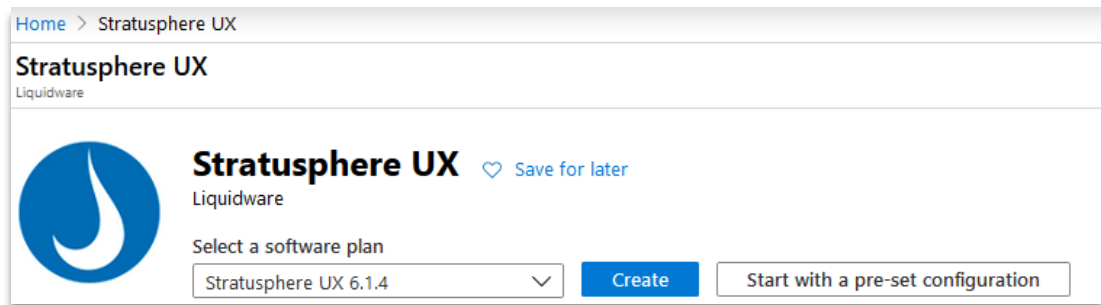 Home > Stratusphere UX
Stratusphere UX
Liquidware
Stratusphere UX Save for later
Liquidware
Select a software plan
Stratusphere UX 6.1.4 Create Start with a pre-set configuration